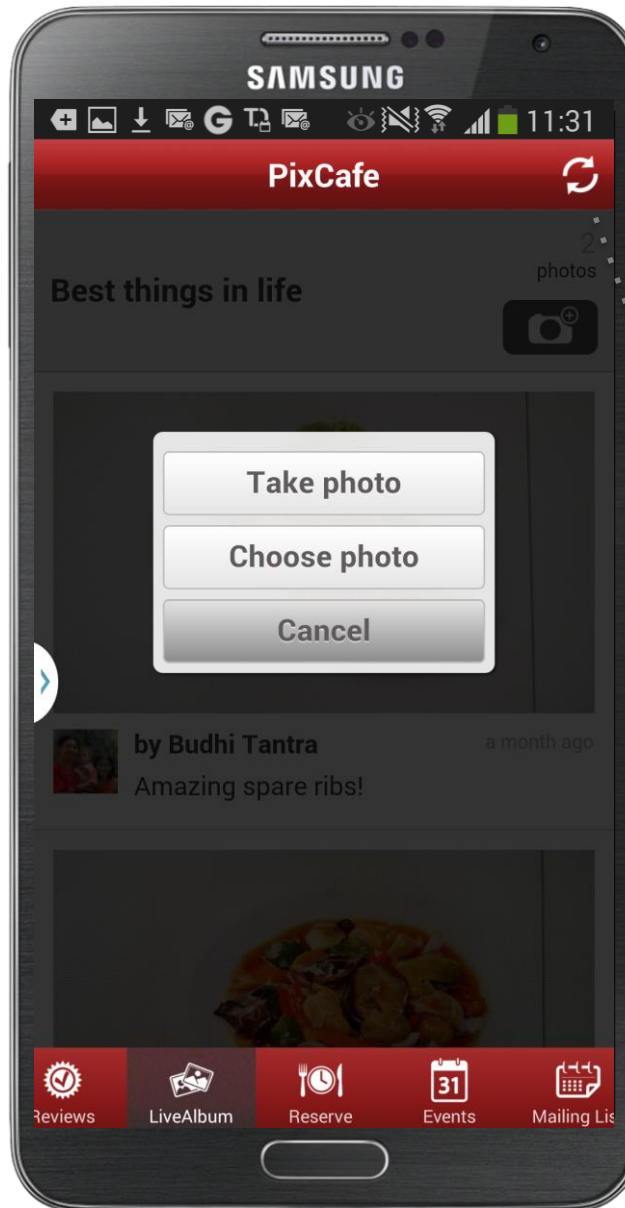 SAMSUNG
11:31
PixCafe
2
photos
Best things in life
Take photo
Choose photo
Cancel
by Budhi Tantra
a month ago
Amazing spare ribs!
Reviews
LiveAlbum
31
Reserve
Events
Mailing Lis